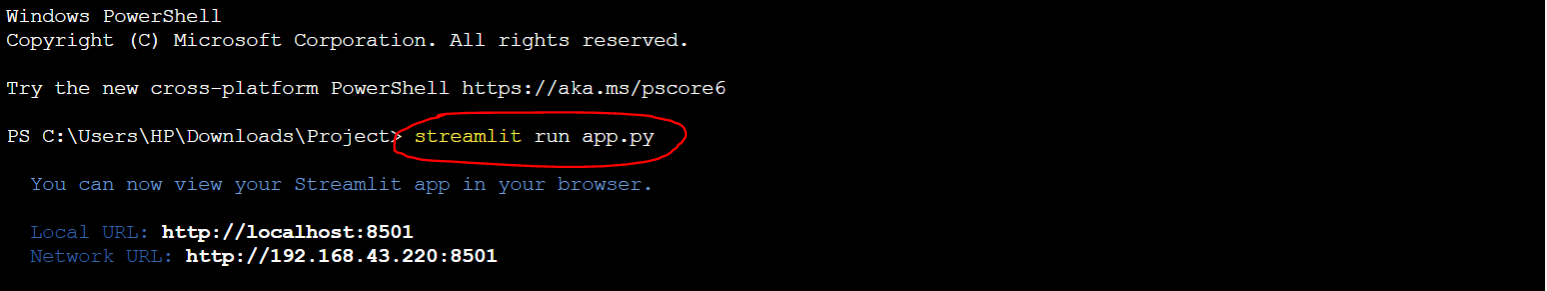 Windows PowerShell
Copyright (C) Microsoft Corporation. All rights reserved.
Try the new cross-platform PowerShell https://aka.ms/pscore6
PS C:\Users\HP\Downloads\Project> streamlit run app.py
You can now view your Streamlit app in your browser.
Local URL: http://localhost:8501
Network URL: http://192.168.43.220:8501